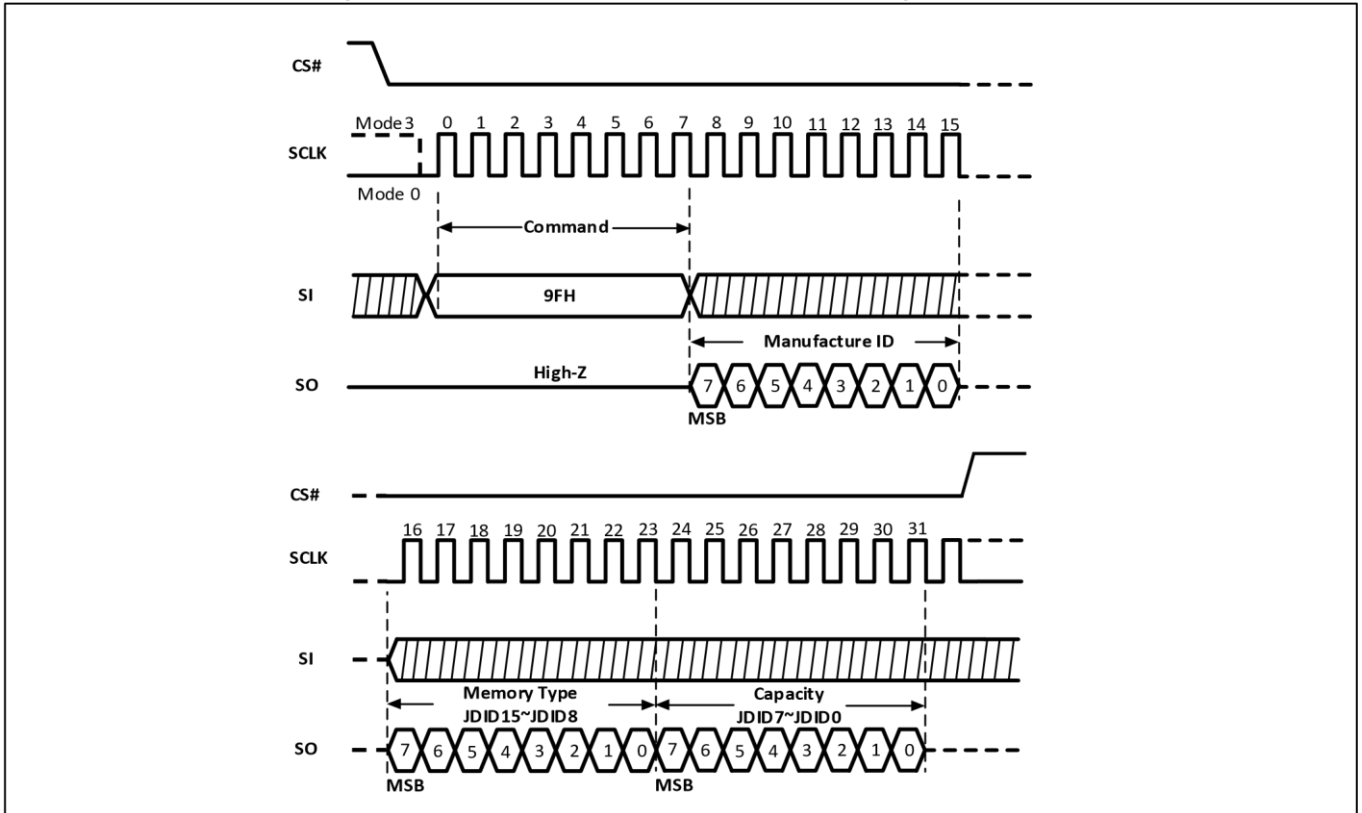 CS#
Mode 3 0 1 2 3 4 5 6 7 8 9 10 11 12 13 14 15
SCLK
Mode 0
Command
SI 9FH
Manufacture ID
SO High-Z 7 6 5 4 3 2 1 0
MSB
CS#
16 17 18 19 20 21 22 23 24 25 26 27 28 29 30 31
SCLK
SI
Memory Type Capacity
JDID15~JDID8 JDID7~JDID0
SO 7 6 5 4 3 2 1 0 7 6 5 4 3 2 1 0
MSB MSB